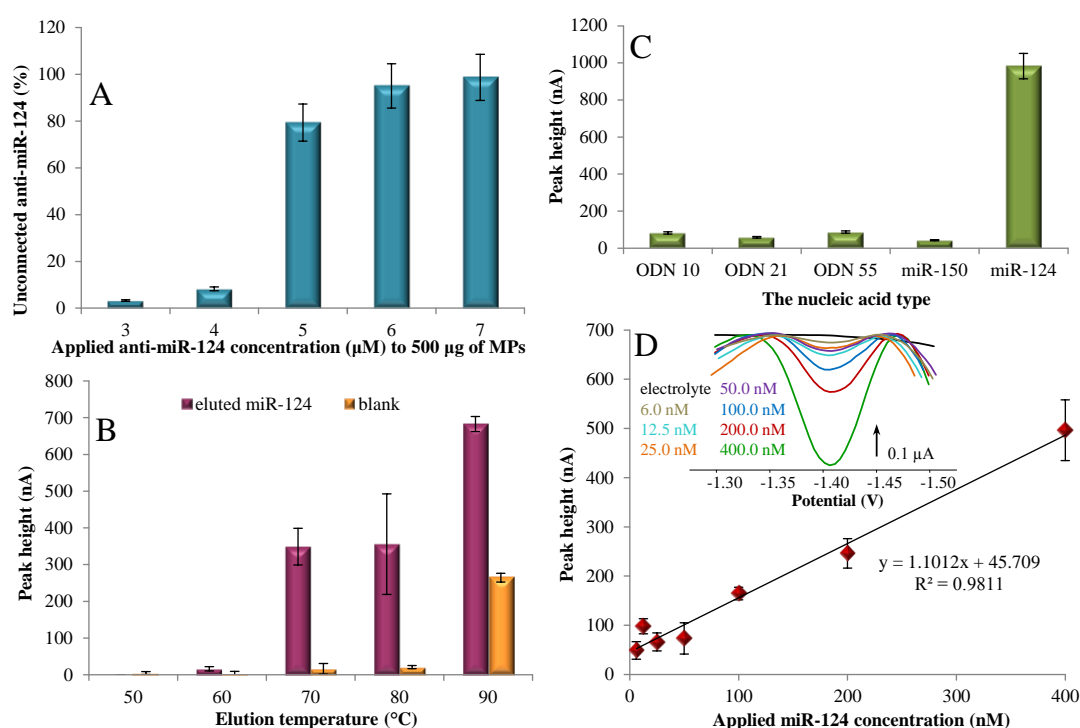 A
Unconnected anti-miR-124 (%)
120
100
80
60
40
20
0
3 4 5 6 7
Applied anti-miR-124 concentration (µM) to 500 µg of MPs
B
eluted miR-124 blank
Peak height (nA)
800
700
600
500
400
300
200
100
0
50 60 70 80 90
Elution temperature (°C)
C
Peak height (nA)
1200
1000
800
600
400
200
0
ODN 10 ODN 21 ODN 55 miR-150 miR-124
The nucleic acid type
D
Peak height (nA)
700
600
500
400
300
200
100
0
electrolyte 50.0 nM
6.0 nM 100.0 nM
12.5 nM 200.0 nM
25.0 nM 400.0 nM
0.1 µA
-1.30 -1.35 -1.40 -1.45 -1.50
Potential (V)
y = 1.1012x + 45.709
R² = 0.9811
0 100 200 300 400
Applied miR-124 concentration (nM)